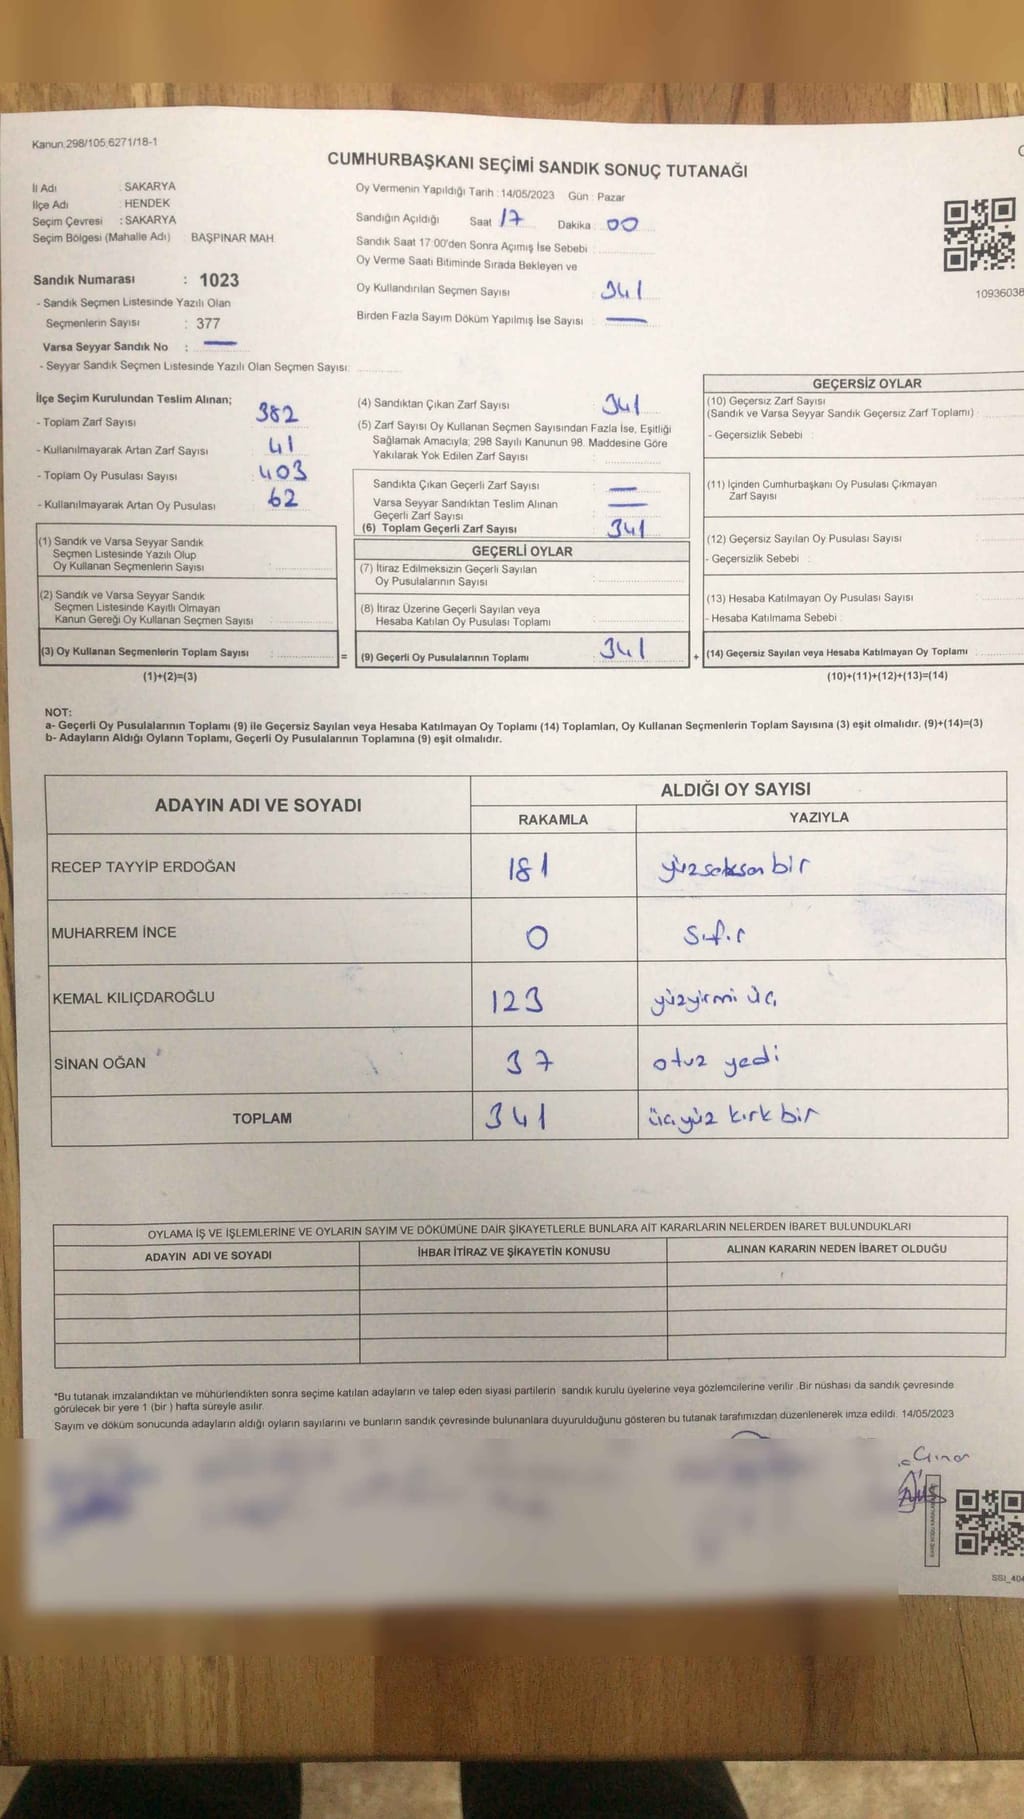 Kanun:298/105;6271/18-1
CUMHURBAŞKANI SEÇİMİ SANDIK SONUÇ TUTANAĞI
İl Adı : SAKARYA
İlçe Adı : HENDEK
Seçim Çevresi : SAKARYA
Seçim Bölgesi (Mahalle Adı) BAŞPINAR MAH
Sandık Numarası : 1023
- Sandık Seçmen Listesinde Yazılı Olan
Seçmenlerin Sayısı : 377
Varsa Seyyar Sandık No : —
- Seyyar Sandık Seçmen Listesinde Yazılı Olan Seçmen Sayısı:
Oy Vermenin Yapıldığı Tarih : 14/05/2023 Gün : Pazar
Sandığın Açıldığı Saat 17 Dakika : 00
Sandık Saat 17:00'den Sonra Açımış İse Sebebi :
Oy Verme Saati Bitiminde Sırada Bekleyen ve
Oy Kullandırılan Seçmen Sayısı : 341
Birden Fazla Sayım Döküm Yapılmış İse Sayısı : —
10936038
İlçe Seçim Kurulundan Teslim Alınan;
- Toplam Zarf Sayısı 382
- Kullanılmayarak Artan Zarf Sayısı 41
- Toplam Oy Pusulası Sayısı 403
- Kullanılmayarak Artan Oy Pusulası 62
(1) Sandık ve Varsa Seyyar Sandık
Seçmen Listesinde Yazılı Olup
Oy Kullanan Seçmenlerin Sayısı
(2) Sandık ve Varsa Seyyar Sandık
Seçmen Listesinde Kayıtlı Olmayan
Kanun Gereği Oy Kullanan Seçmen Sayısı
(3) Oy Kullanan Seçmenlerin Toplam Sayısı =
(1)+(2)=(3)
(4) Sandıktan Çıkan Zarf Sayısı 341
(5) Zarf Sayısı Oy Kullanan Seçmen Sayısından Fazla İse, Eşitliği
Sağlamak Amacıyla; 298 Sayılı Kanunun 98. Maddesine Göre
Yakılarak Yok Edilen Zarf Sayısı
Sandıkta Çıkan Geçerli Zarf Sayısı —
Varsa Seyyar Sandıktan Teslim Alınan —
Geçerli Zarf Sayısı
(6) Toplam Geçerli Zarf Sayısı 341
GEÇERLİ OYLAR
(7) İtiraz Edilmeksizin Geçerli Sayılan
Oy Pusulalarının Sayısı
(8) İtiraz Üzerine Geçerli Sayılan veya
Hesaba Katılan Oy Pusulası Toplamı
(9) Geçerli Oy Pusulalarının Toplamı 341 +
GEÇERSİZ OYLAR
(10) Geçersiz Zarf Sayısı
(Sandık ve Varsa Seyyar Sandık Geçersiz Zarf Toplamı) :
- Geçersizlik Sebebi :
(11) İçinden Cumhurbaşkanı Oy Pusulası Çıkmayan
Zarf Sayısı
(12) Geçersiz Sayılan Oy Pusulası Sayısı
- Geçersizlik Sebebi :
(13) Hesaba Katılmayan Oy Pusulası Sayısı
- Hesaba Katılmama Sebebi :
(14) Geçersiz Sayılan veya Hesaba Katılmayan Oy Toplamı
(10)+(11)+(12)+(13)=(14)
NOT:
a- Geçerli Oy Pusulalarının Toplamı (9) ile Geçersiz Sayılan veya Hesaba Katılmayan Oy Toplamı (14) Toplamları, Oy Kullanan Seçmenlerin Toplam Sayısına (3) eşit olmalıdır. (9)+(14)=(3)
b- Adayların Aldığı Oyların Toplamı, Geçerli Oy Pusulalarının Toplamına (9) eşit olmalıdır.
ADAYIN ADI VE SOYADI ALDIĞI OY SAYISI
RAKAMLA YAZIYLA
RECEP TAYYİP ERDOĞAN 181 yüzseksen bir
MUHARREM İNCE 0 Sıfır
KEMAL KILIÇDAROĞLU 123 yüzyirmi üç
SİNAN OĞAN 37 otuz yedi
TOPLAM 341 üçyüz kırk bir
OYLAMA İŞ VE İŞLEMLERİNE VE OYLARIN SAYIM VE DÖKÜMÜNE DAİR ŞİKAYETLERLE BUNLARA AİT KARARLARIN NELERDEN İBARET BULUNDUKLARI
ADAYIN ADI VE SOYADI İHBAR İTİRAZ VE ŞİKAYETİN KONUSU ALINAN KARARIN NEDEN İBARET OLDUĞU
*Bu tutanak imzalandıktan ve mühürlendikten sonra seçime katılan adayların ve talep eden siyasi partilerin sandık kurulu üyelerine veya gözlemcilerine verilir .Bir nüshası da sandık çevresinde
görülecek bir yere 1 (bir ) hafta süreyle asılır.
Sayım ve döküm sonucunda adayların aldığı oyların sayılarını ve bunların sandık çevresinde bulunanlara duyurulduğunu gösteren bu tutanak tarafımızdan düzenlenerek imza edildi. 14/05/2023